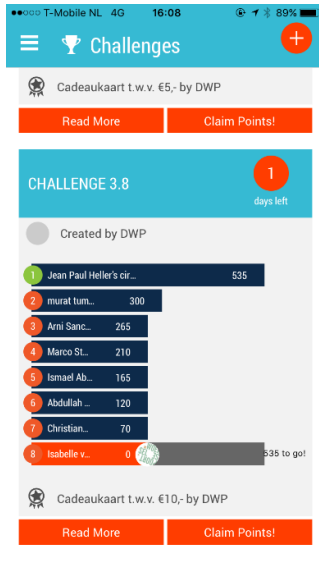 T-Mobile NL 4G 16:08 89%
Challenges +
Cadeaukaart t.w.v. €5,- by DWP
Read More Claim Points!
CHALLENGE 3.8 1
days left
Created by DWP
1 Jean Paul Heller's cir... 535
2 murat tum... 300
3 Arni Sanc... 265
4 Marco St... 210
5 Ismael Ab... 165
6 Abdullah ... 120
7 Christian... 70
8 Isabelle v... 0 535 to go!
Cadeaukaart t.w.v. €10,- by DWP
Read More Claim Points!